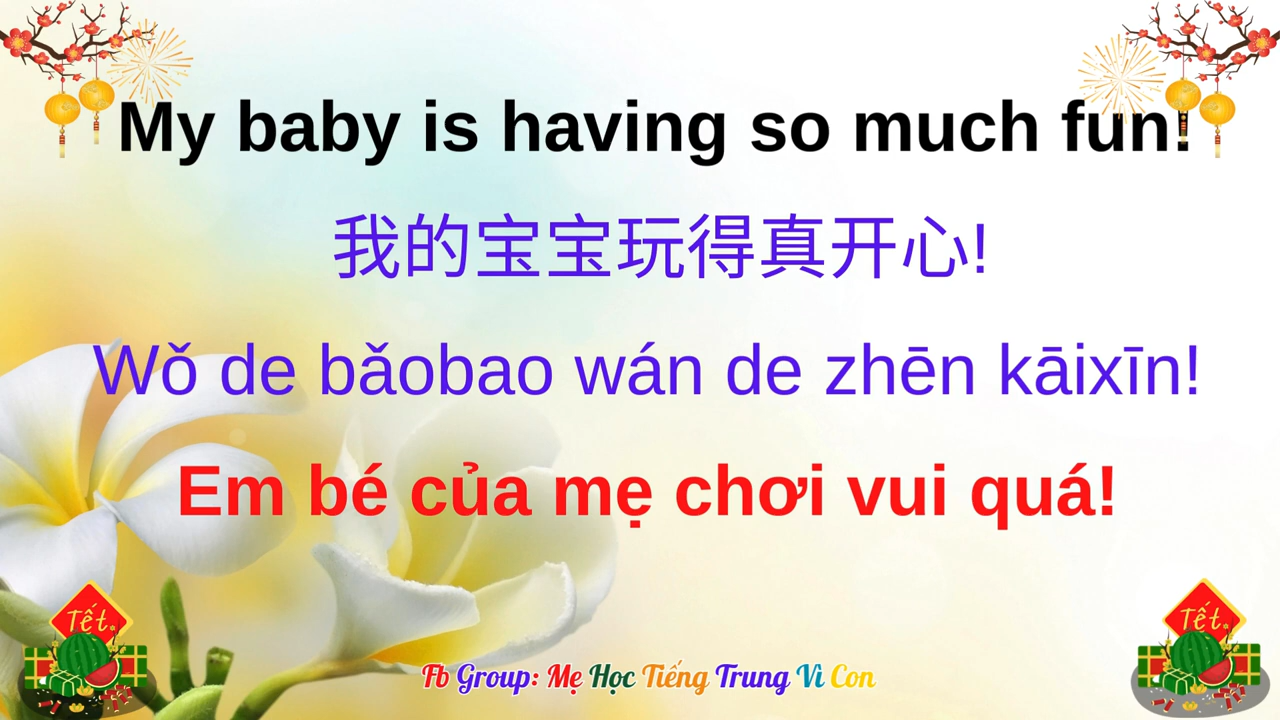 My baby is having so much fun!
我的宝宝玩得真开心!
Wǒ de bǎobao wán de zhēn kāixīn!
Em bé của mẹ chơi vui quá!
Tết
Tết
Fb Group: Mẹ Học Tiếng Trung Vì Con